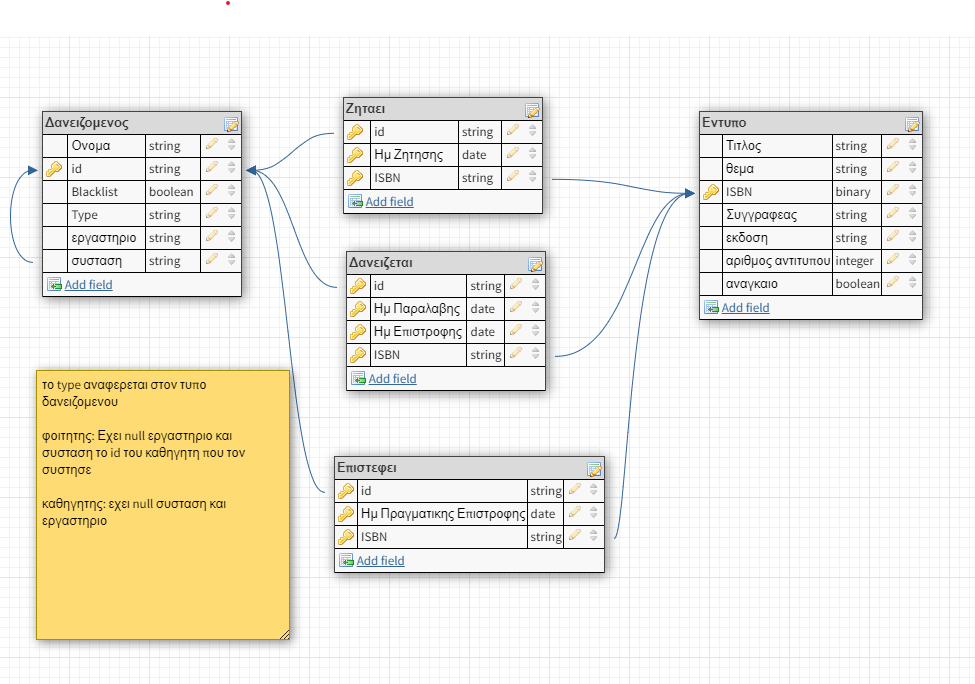 Δανειζομενος
Ονομα string
id string
Blacklist boolean
Type string
εργαστηριο string
συσταση string
Add field
Ζηταει
id string
Ημ Ζητησης date
ISBN string
Add field
Δανειζεται
id string
Ημ Παραλαβης date
Ημ Επιστροφης date
ISBN string
Add field
Επιστεφει
id string
Ημ Πραγματικης Επιστροφης date
ISBN string
Add field
Εντυπο
Τιτλος string
θεμα string
ISBN binary
Συγγραφεας string
εκδοση string
αριθμος αντιτυπου integer
αναγκαιο boolean
Add field
το type αναφερεται στον τυπο
δανειζομενου
φοιτητης: Εχει null εργαστηριο και
συσταση το id του καθηγητη που τον
συστησε
καθηγητης: εχει null συσταση και
εργαστηριο